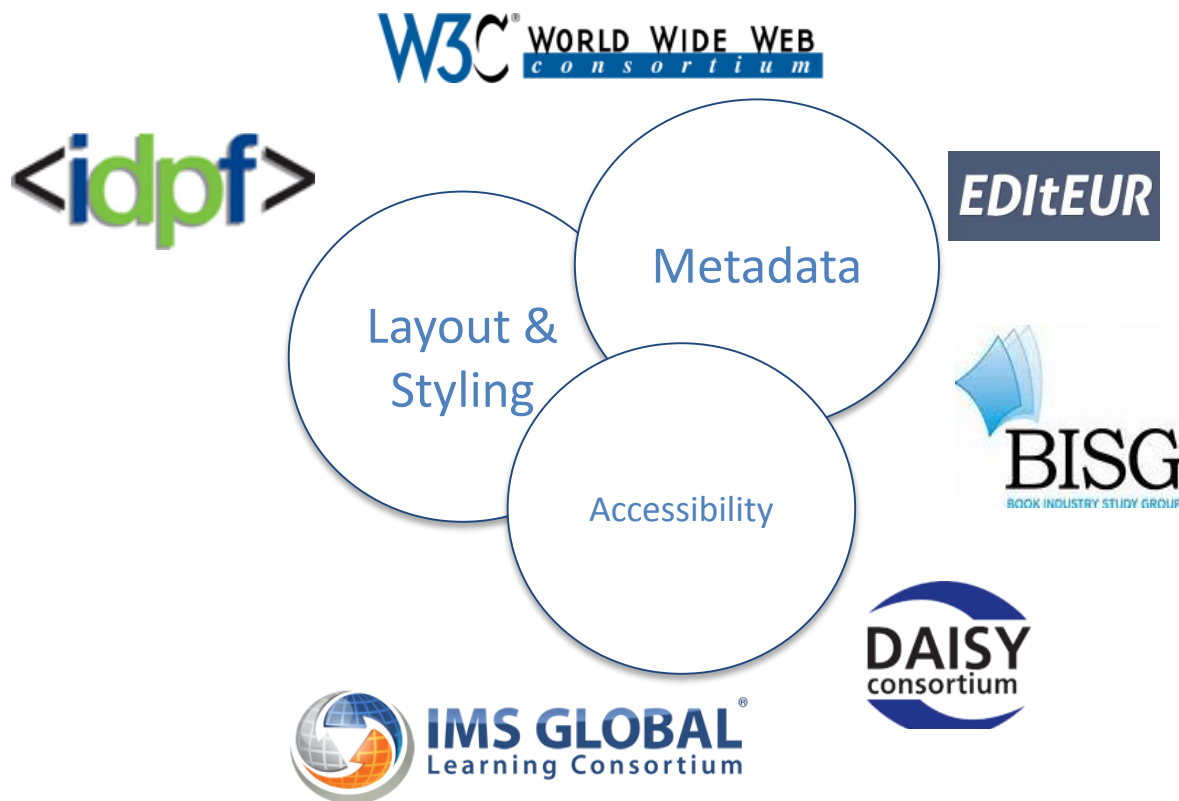 W3C® WORLD WIDE WEB
consortium
<idpf>
EDItEUR
Metadata
Layout &
Styling
BISG
BOOK INDUSTRY STUDY GROUP
Accessibility
DAISY
consortium
IMS GLOBAL®
Learning Consortium